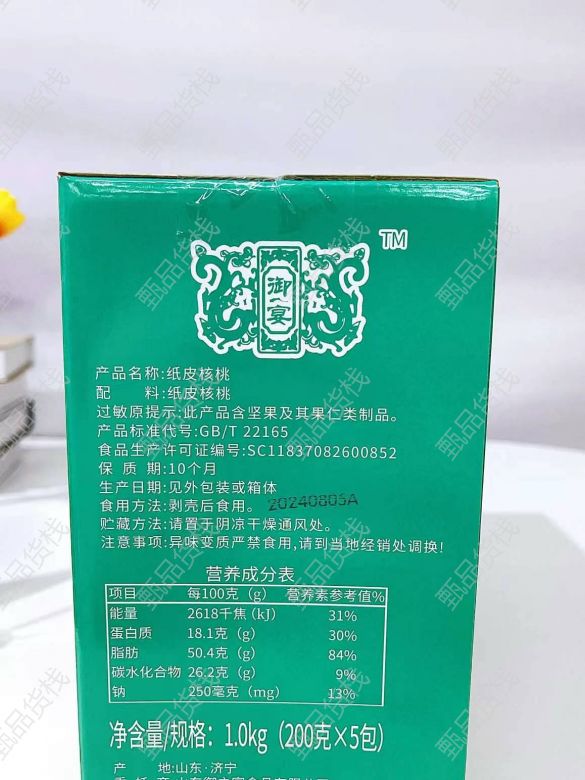 TM
御宴
产品名称:纸皮核桃
配 料:纸皮核桃
过敏原提示:此产品含坚果及其果仁类制品。
产品标准代号:GB/T 22165
食品生产许可证编号:SC11837082600852
保 质 期:10个月
生产日期:见外包装或箱体
食用方法:剥壳后食用。 20240805A
贮藏方法:请置于阴凉干燥通风处。
注意事项:异味变质严禁食用,请到当地经销处调换!
营养成分表
项目 每100克(g) 营养素参考值%
能量 2618千焦(kJ) 31%
蛋白质 18.1克(g) 30%
脂肪 50.4克(g) 84%
碳水化合物 26.2克(g) 9%
钠 250毫克(mg) 13%
净含量/规格:1.0kg(200克×5包)
产 地:山东·济宁
甄品货栈